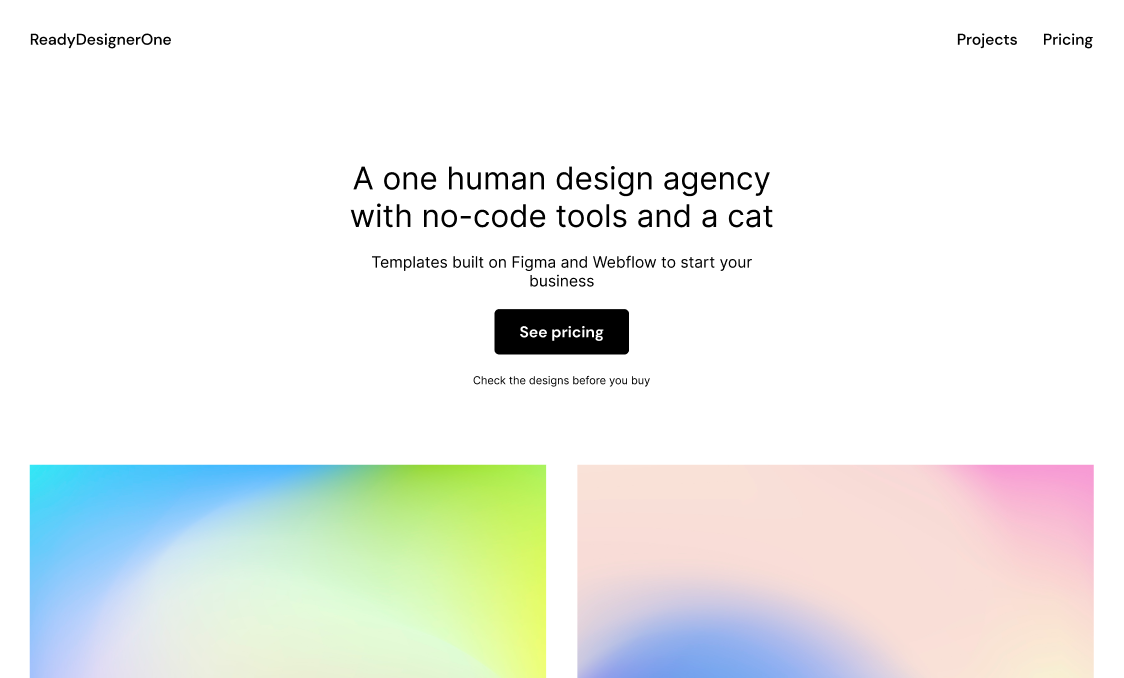 ReadyDesignerOne
Projects
Pricing
A one human design agency
with no-code tools and a cat
Templates built on Figma and Webflow to start your
business
See pricing
Check the designs before you buy